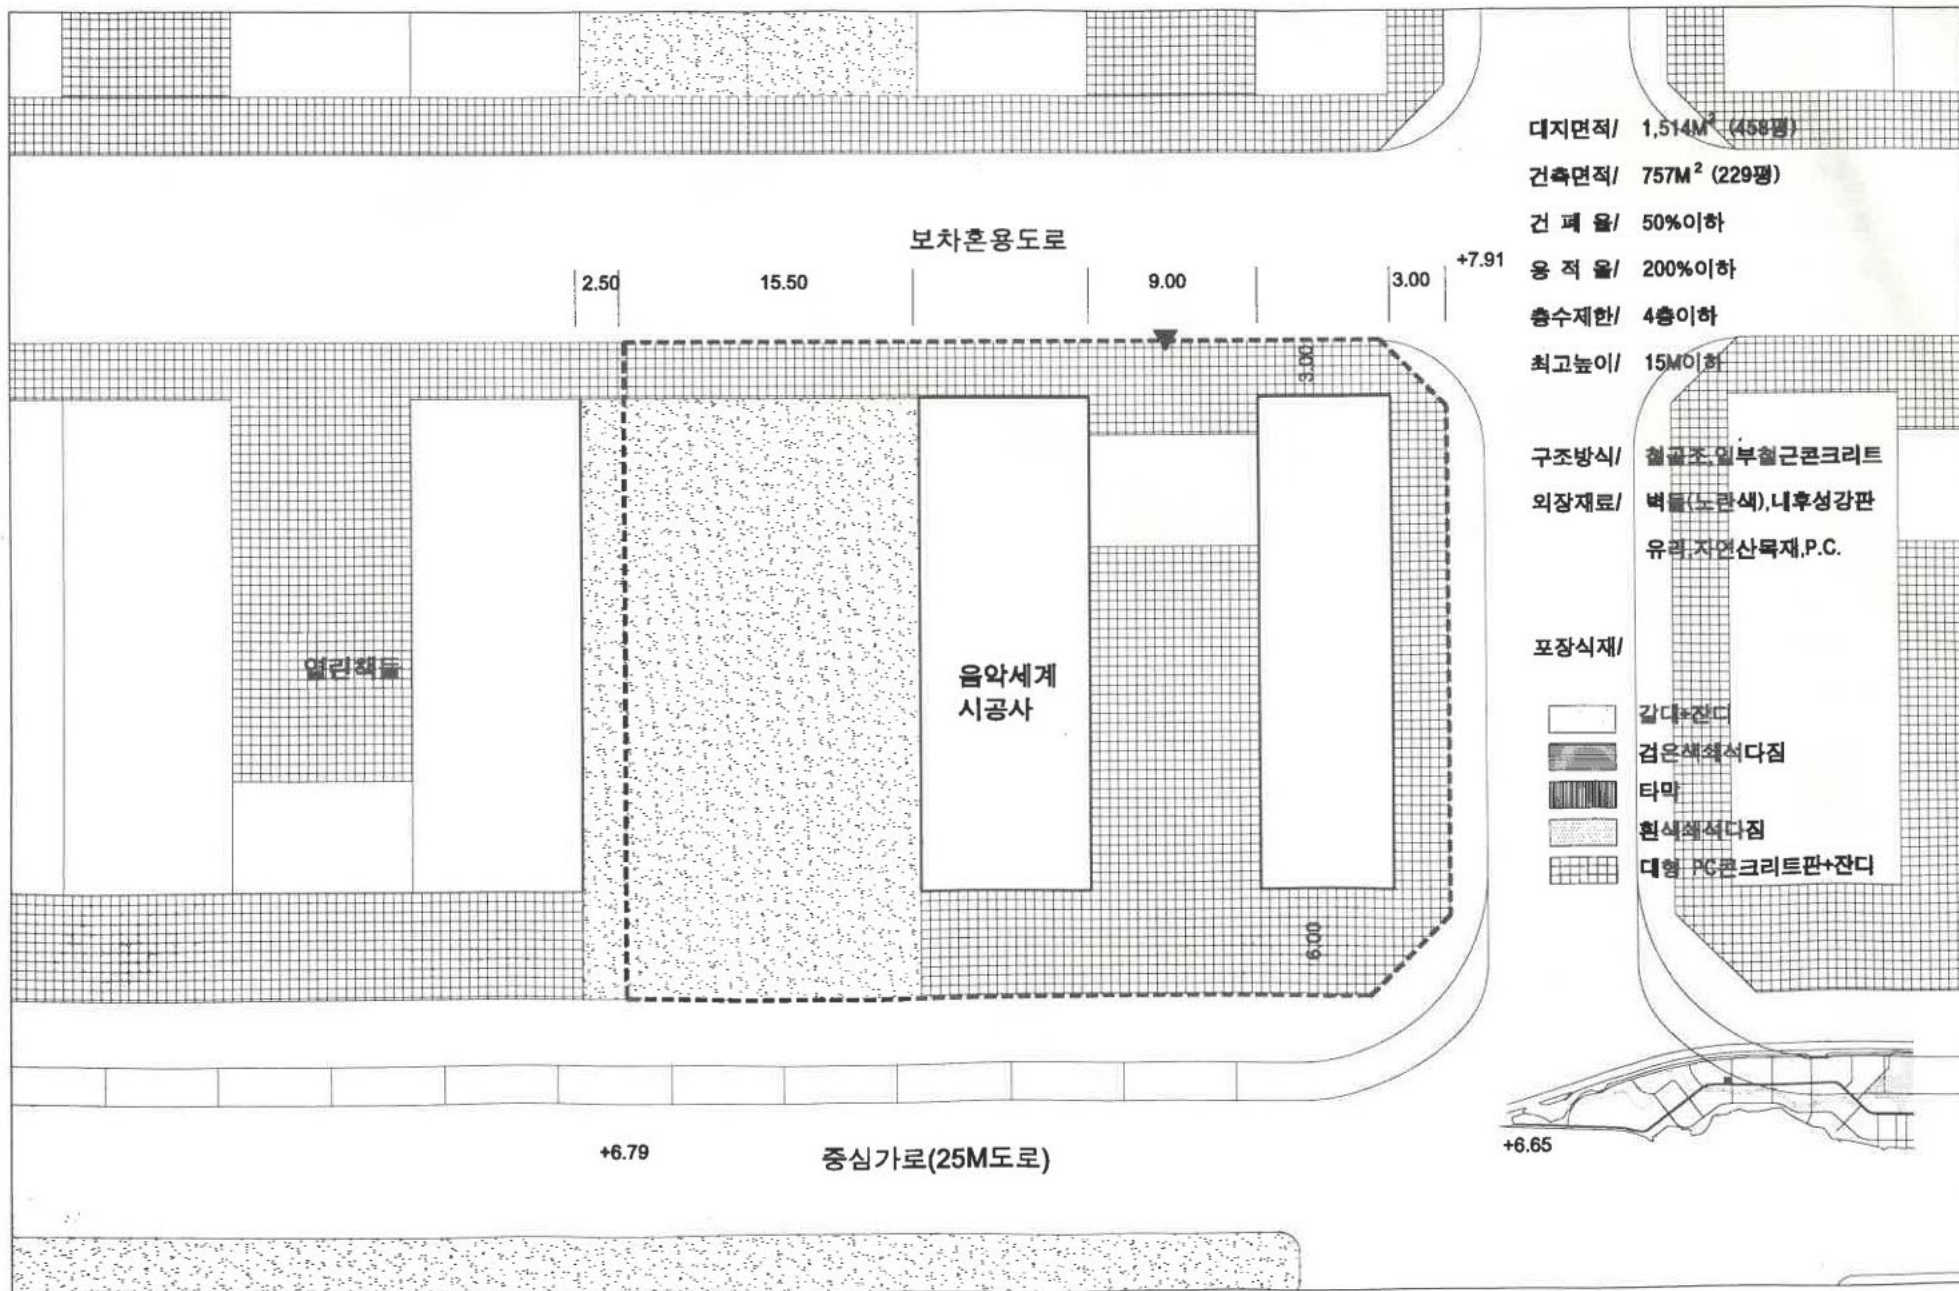 대지면적/ 1,514M² (458평)
건축면적/ 757M² (229평)
건 폐 율/ 50%이하
용 적 율/ 200%이하
층수제한/ 4층이하
최고높이/ 15M이하
보차혼용도로
2.50
15.50
9.00
3.00
+7.91
3.00
구조방식/ 철골조,일부철근콘크리트
외장재료/ 벽돌(노란색),내후성강판
유리,자연산목재,P.C.
열린책들
음악세계
시공사
포장식재/
갈대+잔디
검은색쇄석다짐
타막
흰색쇄석다짐
대형 PC콘크리트판+잔디
6.00
+6.79
중심가로(25M도로)
+6.65